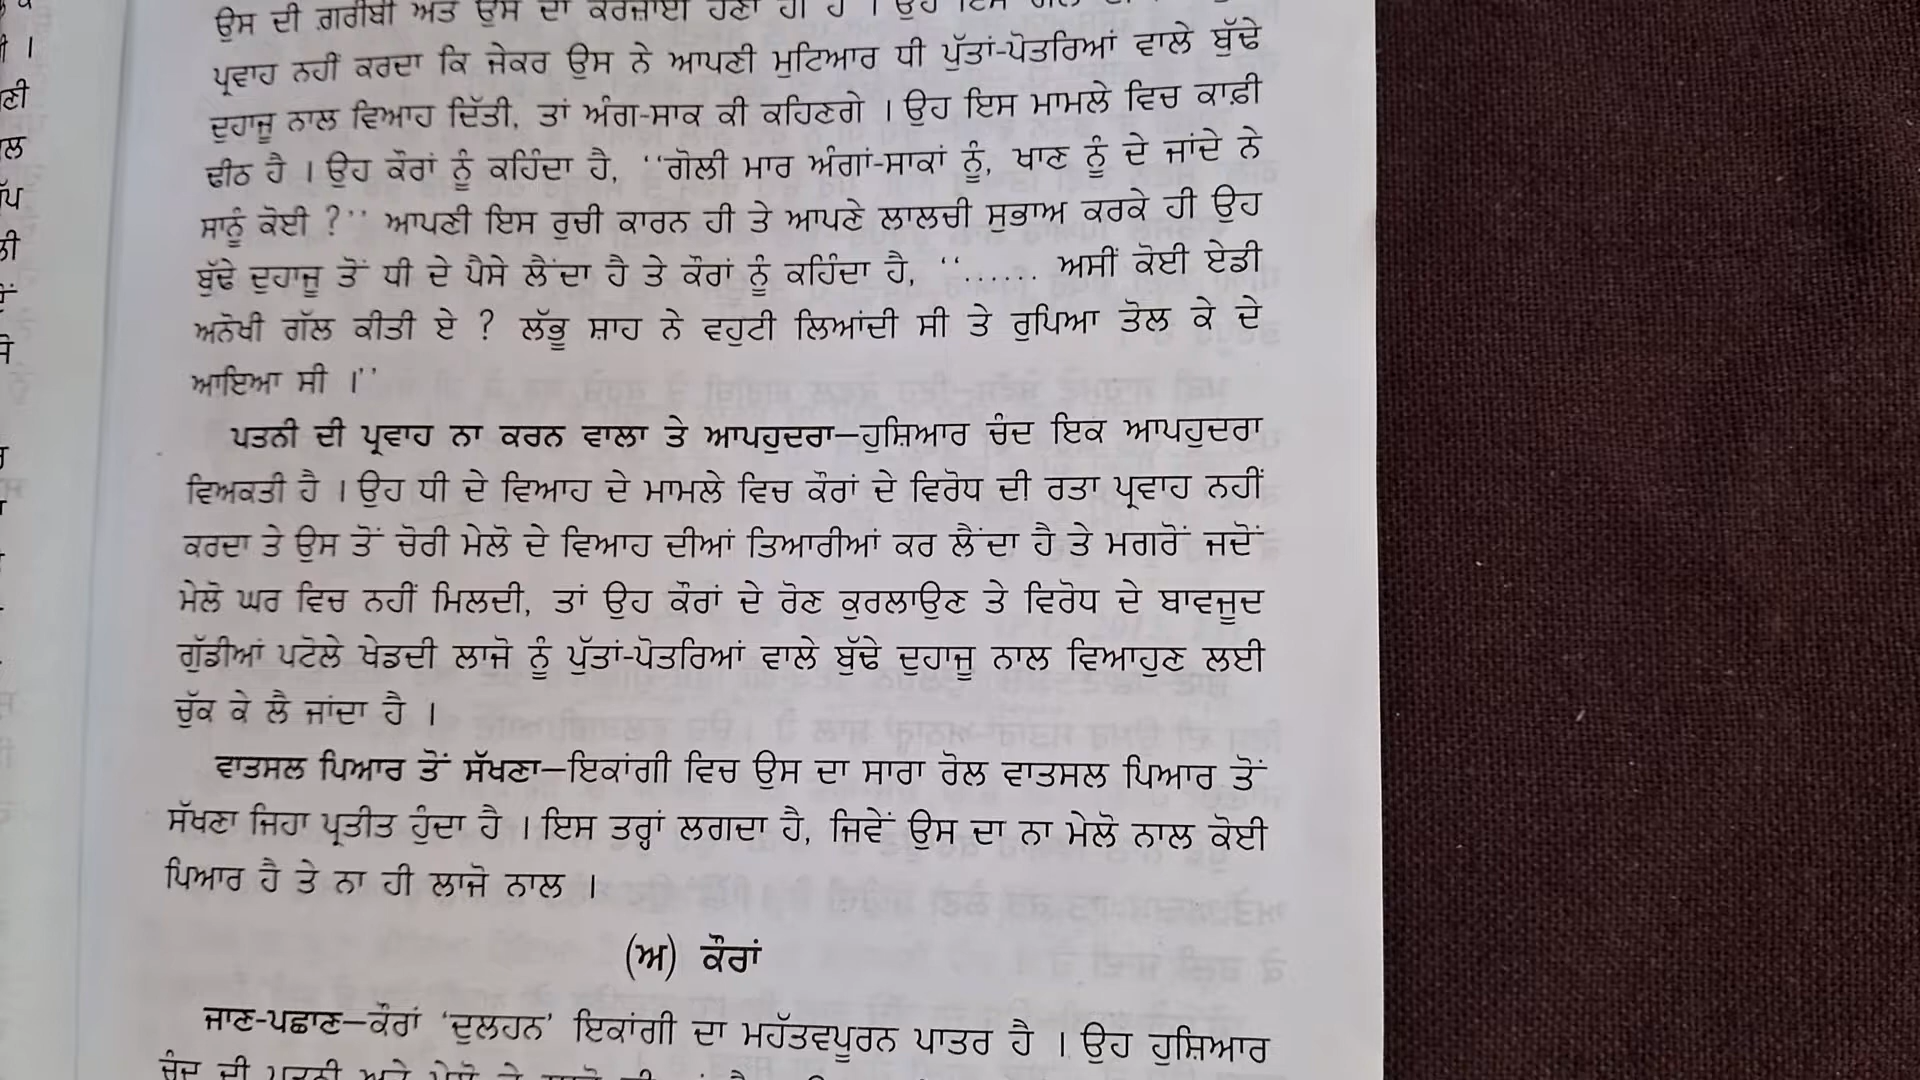 ਉਸ ਦੀ ਗ਼ਰੀਬੀ ਅਤੇ ਉਸ ਦਾ ਕਰਜ਼ਾਈ ਹੋਣਾ ਹੀ ਹੈ । ਉਹ ਇਸ ਗੱਲ ਦੀ
ਪ੍ਰਵਾਹ ਨਹੀਂ ਕਰਦਾ ਕਿ ਜੇਕਰ ਉਸ ਨੇ ਆਪਣੀ ਮੁਟਿਆਰ ਧੀ ਪੁੱਤਾਂ-ਪੋਤਰਿਆਂ ਵਾਲੇ ਬੁੱਢੇ
ਦੁਹਾਜੂ ਨਾਲ ਵਿਆਹ ਦਿੱਤੀ, ਤਾਂ ਅੰਗ-ਸਾਕ ਕੀ ਕਹਿਣਗੇ । ਉਹ ਇਸ ਮਾਮਲੇ ਵਿਚ ਕਾਫ਼ੀ
ਢੀਠ ਹੈ । ਉਹ ਕੌਰਾਂ ਨੂੰ ਕਹਿੰਦਾ ਹੈ, ‘‘ਗੋਲੀ ਮਾਰ ਅੰਗਾਂ-ਸਾਕਾਂ ਨੂੰ, ਖਾਣ ਨੂੰ ਦੇ ਜਾਂਦੇ ਨੇ
ਸਾਨੂੰ ਕੋਈ ?’’ ਆਪਣੀ ਇਸ ਰੁਚੀ ਕਾਰਨ ਹੀ ਤੇ ਆਪਣੇ ਲਾਲਚੀ ਸੁਭਾਅ ਕਰਕੇ ਹੀ ਉਹ
ਬੁੱਢੇ ਦੁਹਾਜੂ ਤੋਂ ਧੀ ਦੇ ਪੈਸੇ ਲੈਂਦਾ ਹੈ ਤੇ ਕੌਰਾਂ ਨੂੰ ਕਹਿੰਦਾ ਹੈ, ‘‘...... ਅਸੀਂ ਕੋਈ ਏਡੀ
ਅਨੋਖੀ ਗੱਲ ਕੀਤੀ ਏ ? ਲੱਭੂ ਸ਼ਾਹ ਨੇ ਵਹੁਟੀ ਲਿਆਂਦੀ ਸੀ ਤੇ ਰੁਪਿਆ ਤੋਲ ਕੇ ਦੇ
ਆਇਆ ਸੀ ।’’
ਪਤਨੀ ਦੀ ਪ੍ਰਵਾਹ ਨਾ ਕਰਨ ਵਾਲਾ ਤੇ ਆਪਹੁਦਰਾ—ਹੁਸ਼ਿਆਰ ਚੰਦ ਇਕ ਆਪਹੁਦਰਾ
ਵਿਅਕਤੀ ਹੈ । ਉਹ ਧੀ ਦੇ ਵਿਆਹ ਦੇ ਮਾਮਲੇ ਵਿਚ ਕੌਰਾਂ ਦੇ ਵਿਰੋਧ ਦੀ ਰਤਾ ਪ੍ਰਵਾਹ ਨਹੀਂ
ਕਰਦਾ ਤੇ ਉਸ ਤੋਂ ਚੋਰੀ ਮੇਲੋ ਦੇ ਵਿਆਹ ਦੀਆਂ ਤਿਆਰੀਆਂ ਕਰ ਲੈਂਦਾ ਹੈ ਤੇ ਮਗਰੋਂ ਜਦੋਂ
ਮੇਲੋ ਘਰ ਵਿਚ ਨਹੀਂ ਮਿਲਦੀ, ਤਾਂ ਉਹ ਕੌਰਾਂ ਦੇ ਰੋਣ ਕੁਰਲਾਉਣ ਤੇ ਵਿਰੋਧ ਦੇ ਬਾਵਜੂਦ
ਗੁੱਡੀਆਂ ਪਟੋਲੇ ਖੇਡਦੀ ਲਾਜੋ ਨੂੰ ਪੁੱਤਾਂ-ਪੋਤਰਿਆਂ ਵਾਲੇ ਬੁੱਢੇ ਦੁਹਾਜੂ ਨਾਲ ਵਿਆਹੁਣ ਲਈ
ਚੁੱਕ ਕੇ ਲੈ ਜਾਂਦਾ ਹੈ ।
ਵਾਤਸਲ ਪਿਆਰ ਤੋਂ ਸੱਖਣਾ—ਇਕਾਂਗੀ ਵਿਚ ਉਸ ਦਾ ਸਾਰਾ ਰੋਲ ਵਾਤਸਲ ਪਿਆਰ ਤੋਂ
ਸੱਖਣਾ ਜਿਹਾ ਪ੍ਰਤੀਤ ਹੁੰਦਾ ਹੈ । ਇਸ ਤਰ੍ਹਾਂ ਲਗਦਾ ਹੈ, ਜਿਵੇਂ ਉਸ ਦਾ ਨਾ ਮੇਲੋ ਨਾਲ ਕੋਈ
ਪਿਆਰ ਹੈ ਤੇ ਨਾ ਹੀ ਲਾਜੋ ਨਾਲ ।
(ਅ) ਕੌਰਾਂ
ਜਾਣ-ਪਛਾਣ—ਕੌਰਾਂ ‘ਦੁਲਹਨ’ ਇਕਾਂਗੀ ਦਾ ਮਹੱਤਵਪੂਰਨ ਪਾਤਰ ਹੈ । ਉਹ ਹੁਸ਼ਿਆਰ
ਚੰਦ ਦੀ ਪਤਨੀ ਅਤੇ